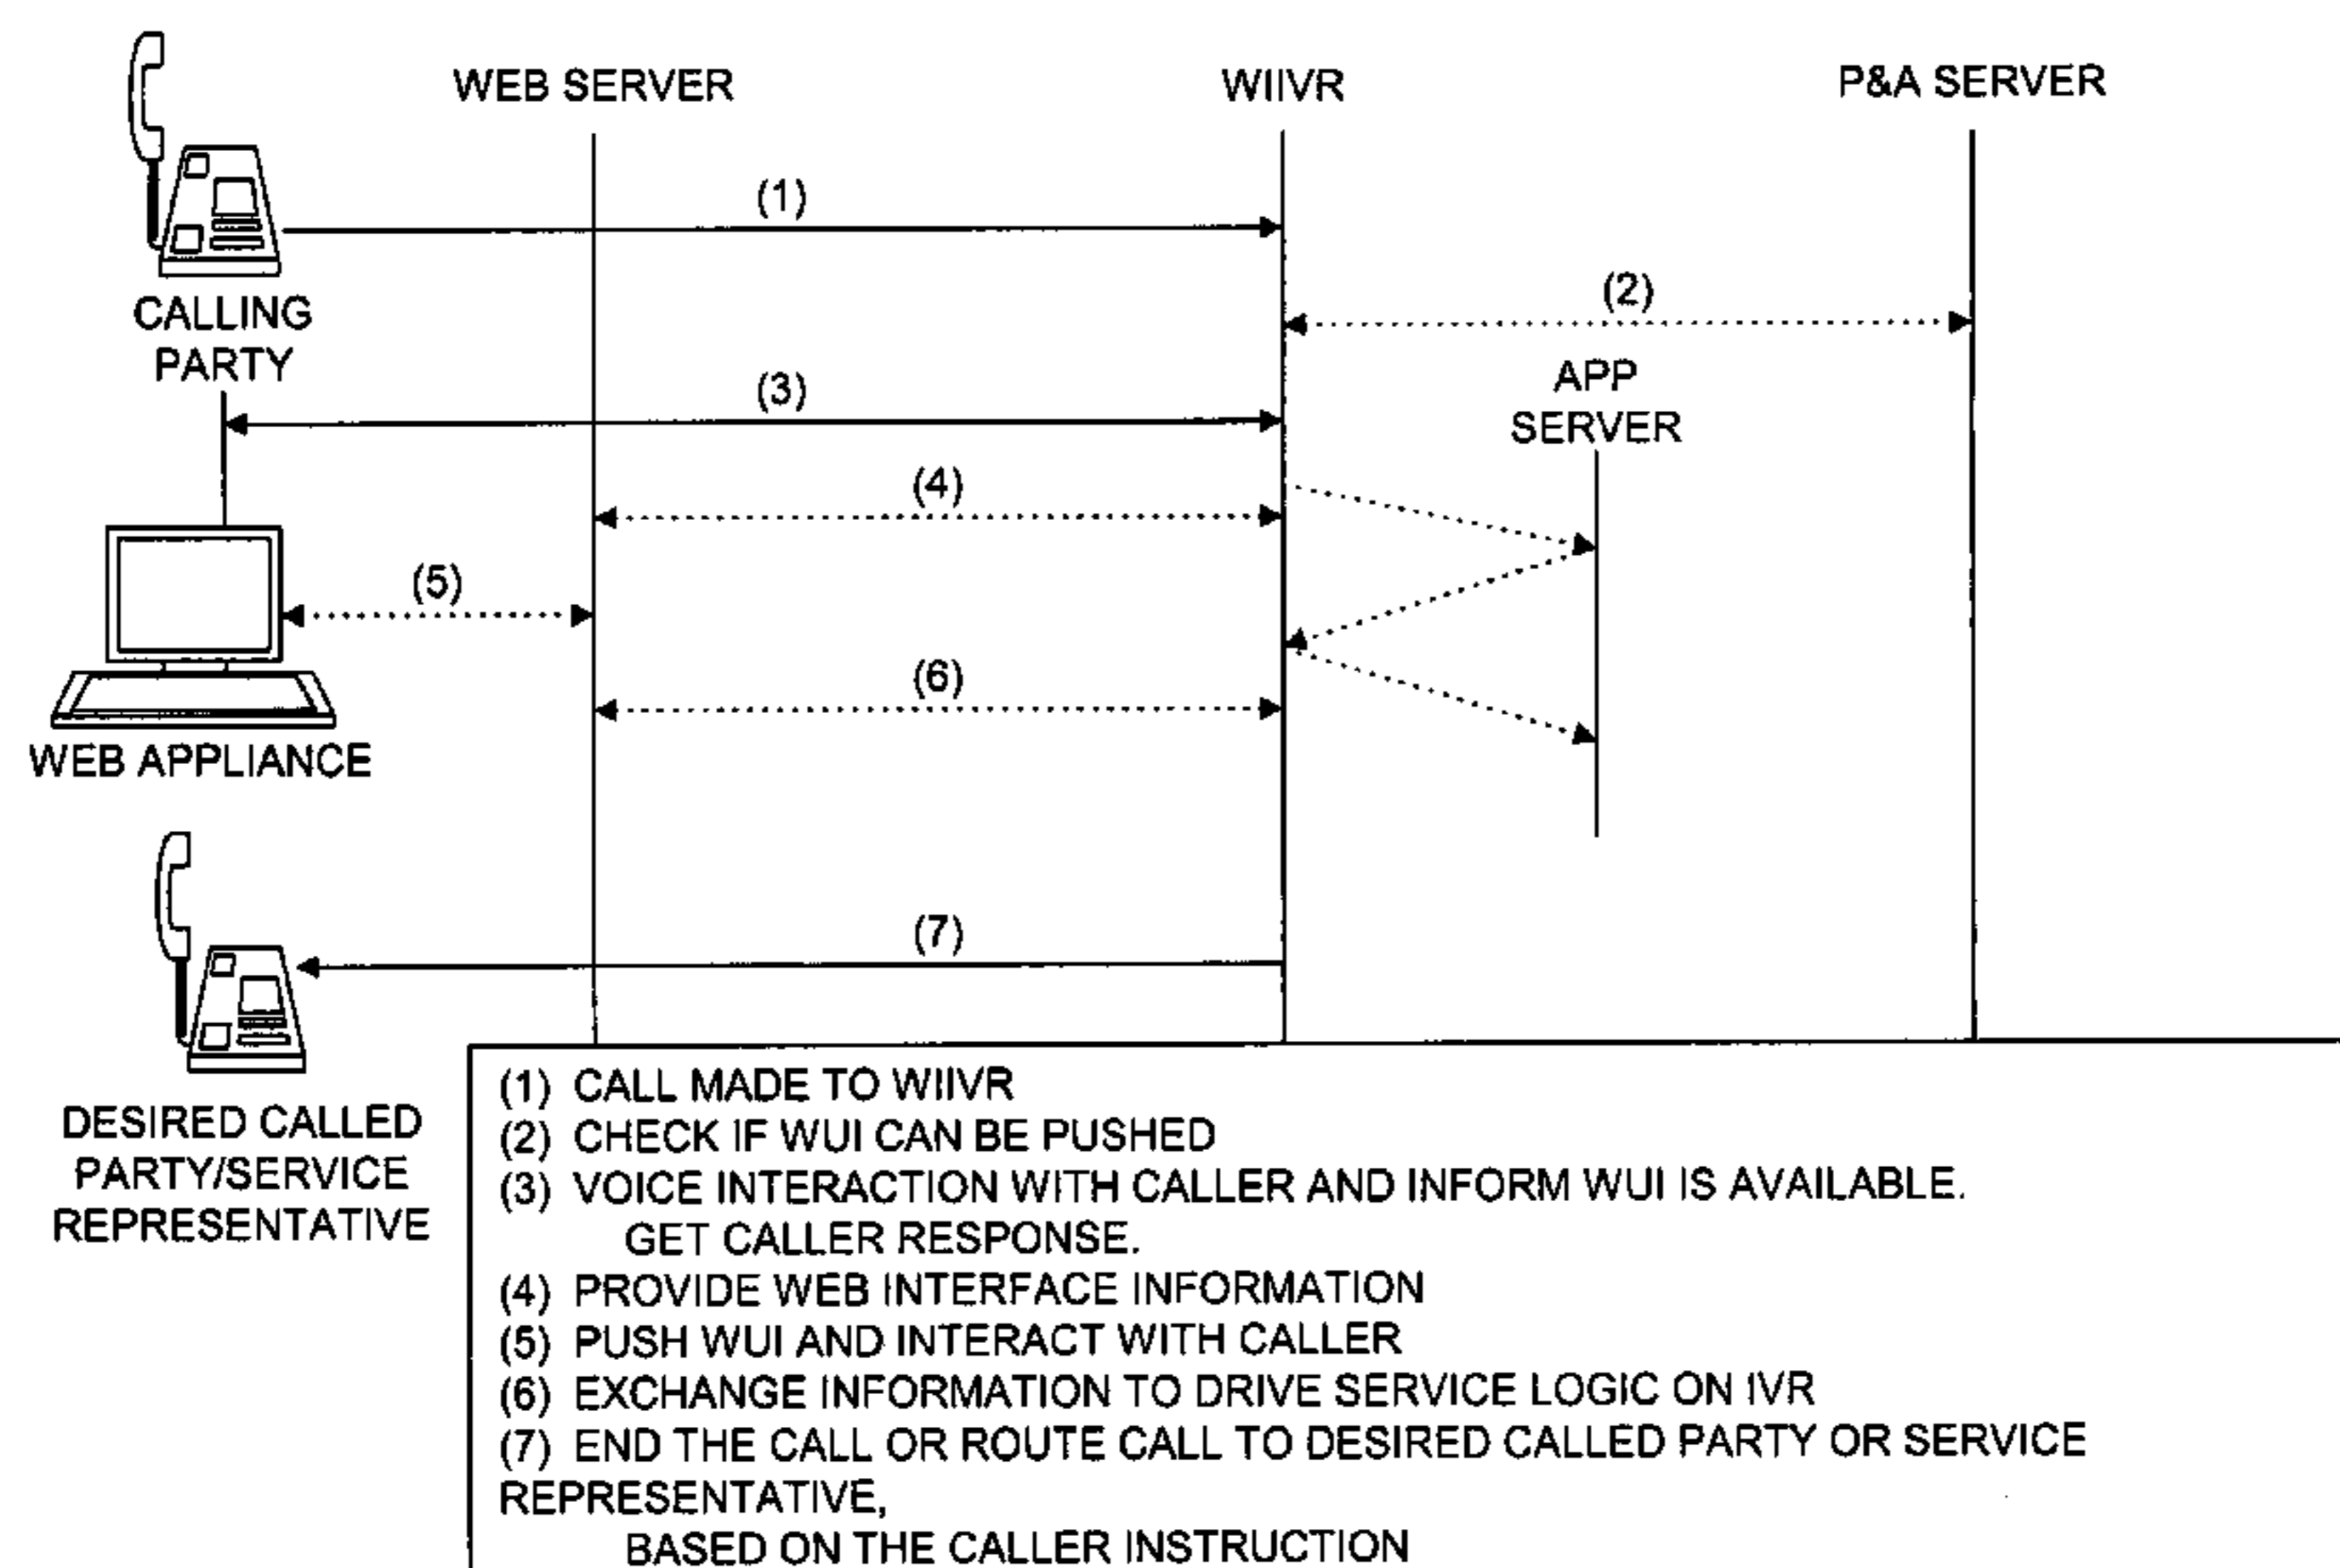 WEB SERVER
WIIVR
P&A SERVER
(1)
(2)
CALLING
PARTY
(3)
APP
SERVER
(4)
(5)
(6)
WEB APPLIANCE
(7)
DESIRED CALLED
PARTY/SERVICE
REPRESENTATIVE
(1) CALL MADE TO WIIVR
(2) CHECK IF WUI CAN BE PUSHED
(3) VOICE INTERACTION WITH CALLER AND INFORM WUI IS AVAILABLE.
GET CALLER RESPONSE.
(4) PROVIDE WEB INTERFACE INFORMATION
(5) PUSH WUI AND INTERACT WITH CALLER
(6) EXCHANGE INFORMATION TO DRIVE SERVICE LOGIC ON IVR
(7) END THE CALL OR ROUTE CALL TO DESIRED CALLED PARTY OR SERVICE
REPRESENTATIVE,
BASED ON THE CALLER INSTRUCTION